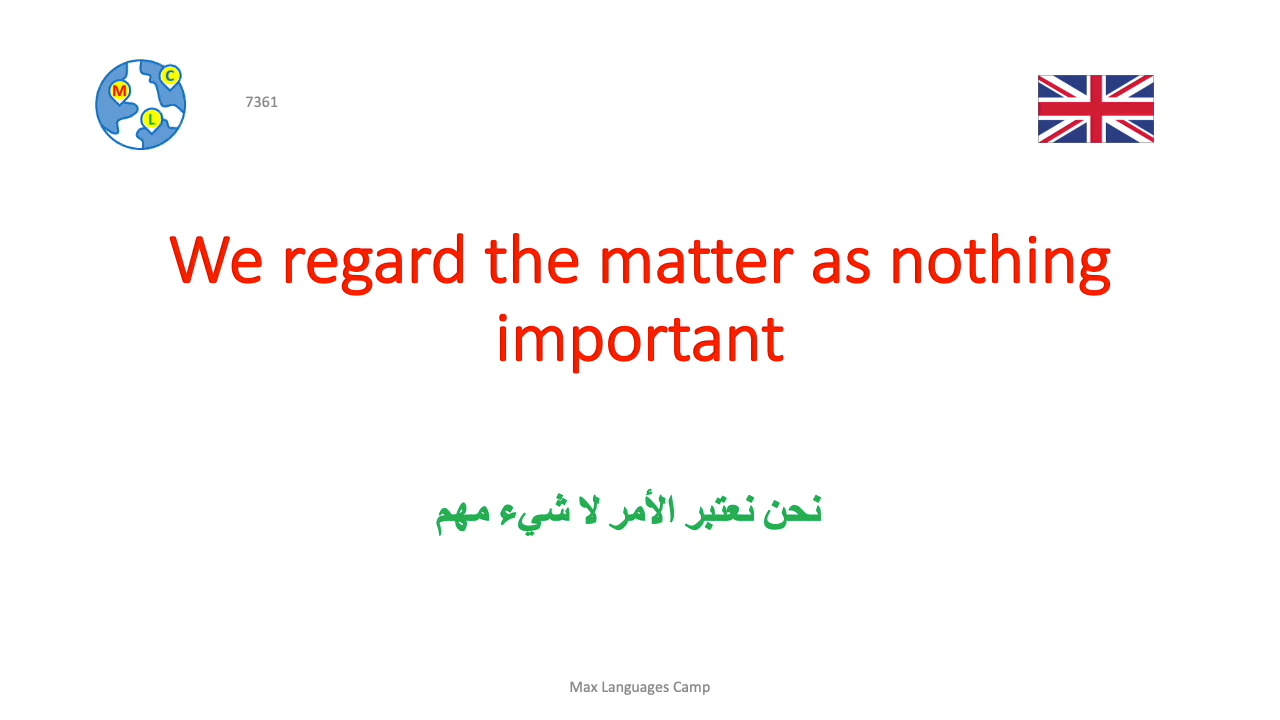 C
M
L
7361
We regard the matter as nothing
important
نحن نعتبر الأمر لا شيء مهم
Max Languages Camp